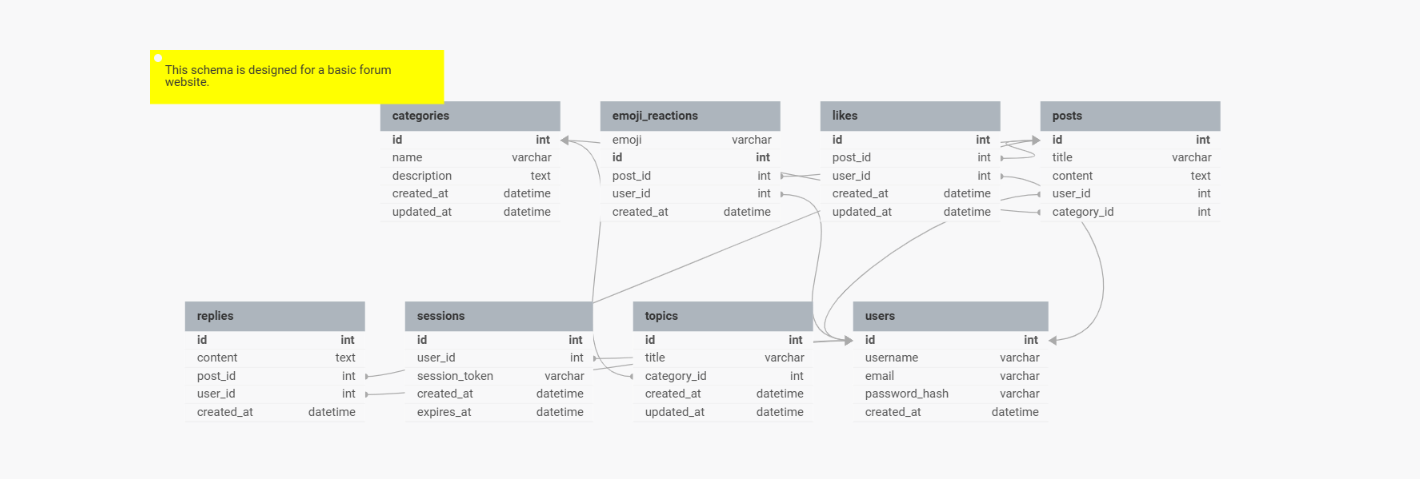 This schema is designed for a basic forum
website.
categories
id int
name varchar
description text
created_at datetime
updated_at datetime
emoji_reactions
emoji varchar
id int
post_id int
user_id int
created_at datetime
likes
id int
post_id int
user_id int
created_at datetime
updated_at datetime
posts
id int
title varchar
content text
user_id int
category_id int
replies
id int
content text
post_id int
user_id int
created_at datetime
sessions
id int
user_id int
session_token varchar
created_at datetime
expires_at datetime
topics
id int
title varchar
category_id int
created_at datetime
updated_at datetime
users
id int
username varchar
email varchar
password_hash varchar
created_at datetime